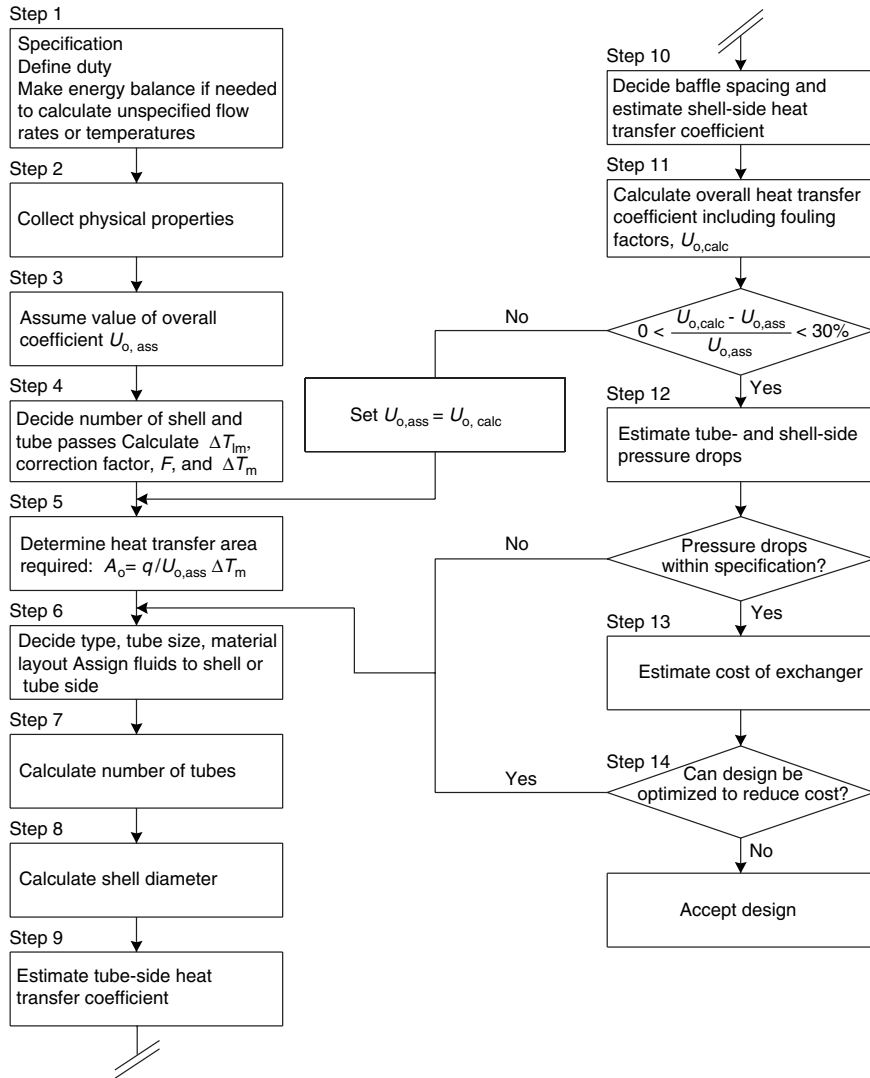 Step 1
Specification
Define duty
Make energy balance if needed
to calculate unspecified flow
rates or temperatures
Step 2
Collect physical properties
Step 3
Assume value of overall
coefficient U_o, ass
Step 4
Decide number of shell and
tube passes Calculate ΔT_lm,
correction factor, F, and ΔT_m
Step 5
Determine heat transfer area
required: A_o = q/U_o,ass ΔT_m
Step 6
Decide type, tube size, material
layout Assign fluids to shell or
tube side
Step 7
Calculate number of tubes
Step 8
Calculate shell diameter
Step 9
Estimate tube-side heat
transfer coefficient
Set U_o,ass = U_o, calc
Step 10
Decide baffle spacing and
estimate shell-side heat
transfer coefficient
Step 11
Calculate overall heat transfer
coefficient including fouling
factors, U_o,calc
No
0 < (U_o,calc - U_o,ass) / U_o,ass < 30%
Yes
Step 12
Estimate tube- and shell-side
pressure drops
No
Pressure drops
within specification?
Yes
Step 13
Estimate cost of exchanger
Step 14
Yes
Can design be
optimized to reduce cost?
No
Accept design